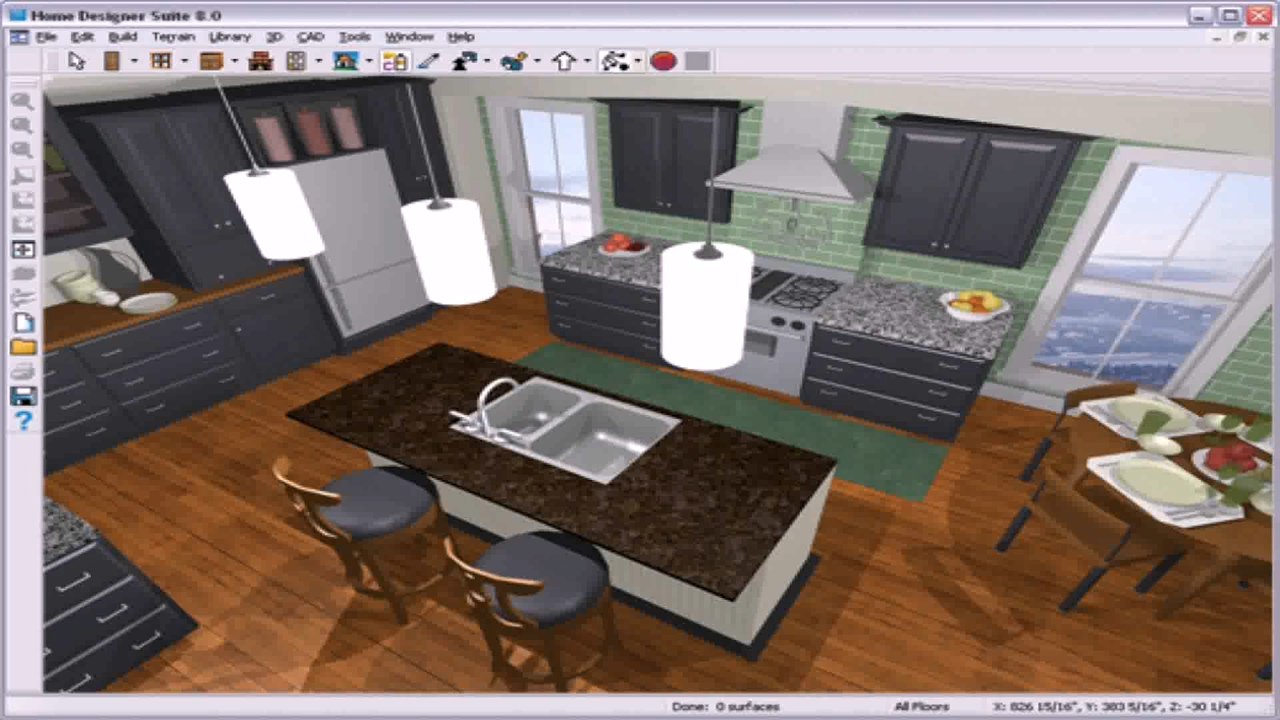 Home Designer Suite 8.0
File Edit Build Terrain Library 3D CAD Tools Window Help
Done: 0 surfaces All Floors X: 826 15/16", Y: 383 5/16", Z: -30 1/4"